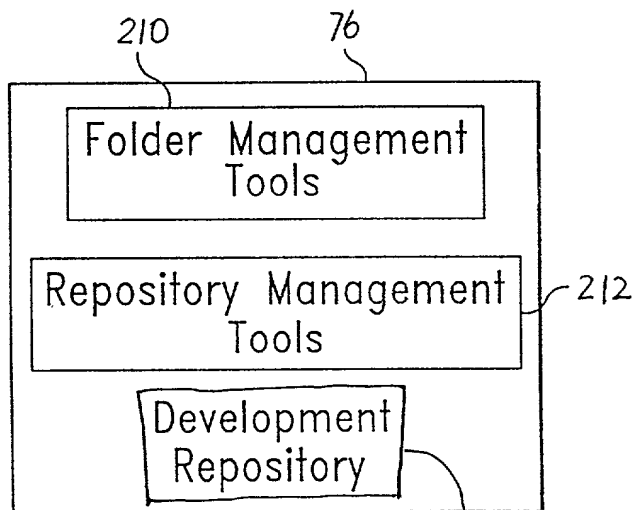 210
76
Folder Management
Tools
Repository Management
Tools
212
Development
Repository